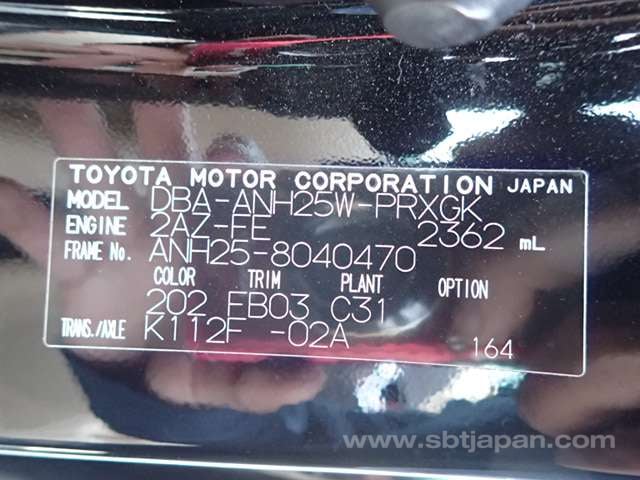 TOYOTA MOTOR CORPORATION JAPAN
MODEL DBA-ANH25W-PRXGK
ENGINE 2AZ-FE 2362 mL
FRAME No. ANH25-8040470
COLOR TRIM PLANT OPTION
202 EB03 C31
TRANS./AXLE K112F -02A 164
www.sbtjapan.com